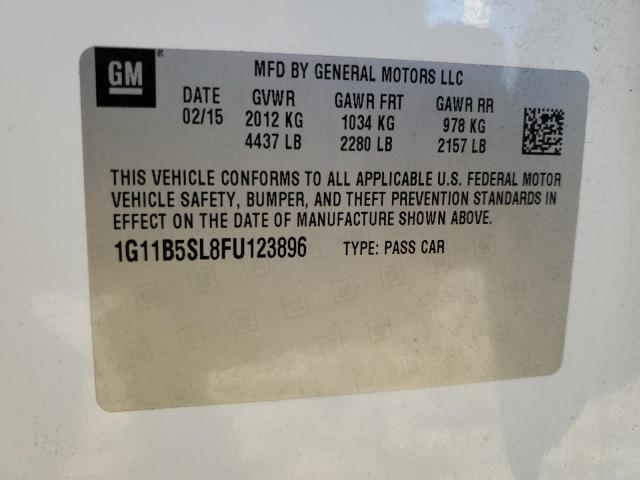 GM®
MFD BY GENERAL MOTORS LLC
DATE GVWR GAWR FRT GAWR RR
02/15 2012 KG 1034 KG 978 KG
4437 LB 2280 LB 2157 LB
THIS VEHICLE CONFORMS TO ALL APPLICABLE U.S. FEDERAL MOTOR
VEHICLE SAFETY, BUMPER, AND THEFT PREVENTION STANDARDS IN
EFFECT ON THE DATE OF MANUFACTURE SHOWN ABOVE.
1G11B5SL8FU123896 TYPE: PASS CAR